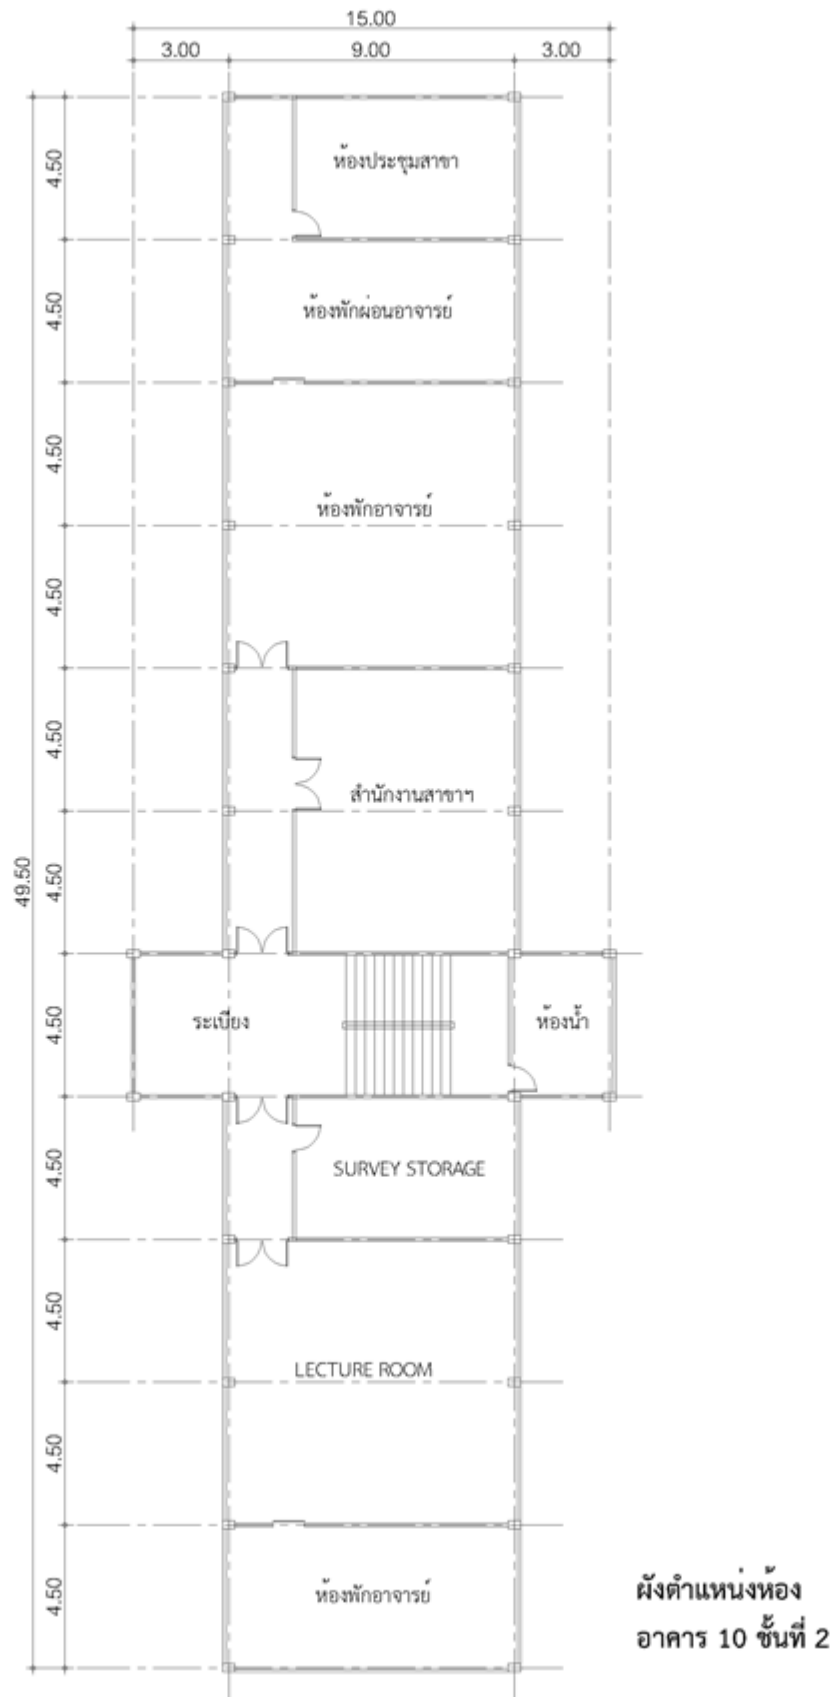 15.00
3.00 9.00 3.00
4.50
ห้องประชุมสาขา
4.50
ห้องพักผ่อนอาจารย์
4.50
ห้องพักอาจารย์
4.50
4.50
สำนักงานสาขาฯ
49.50
4.50
4.50
ระเบียง
ห้องน้ำ
4.50
SURVEY STORAGE
4.50
LECTURE ROOM
4.50
4.50
ห้องพักอาจารย์
ผังตำแหน่งห้อง
อาคาร 10 ชั้นที่ 2